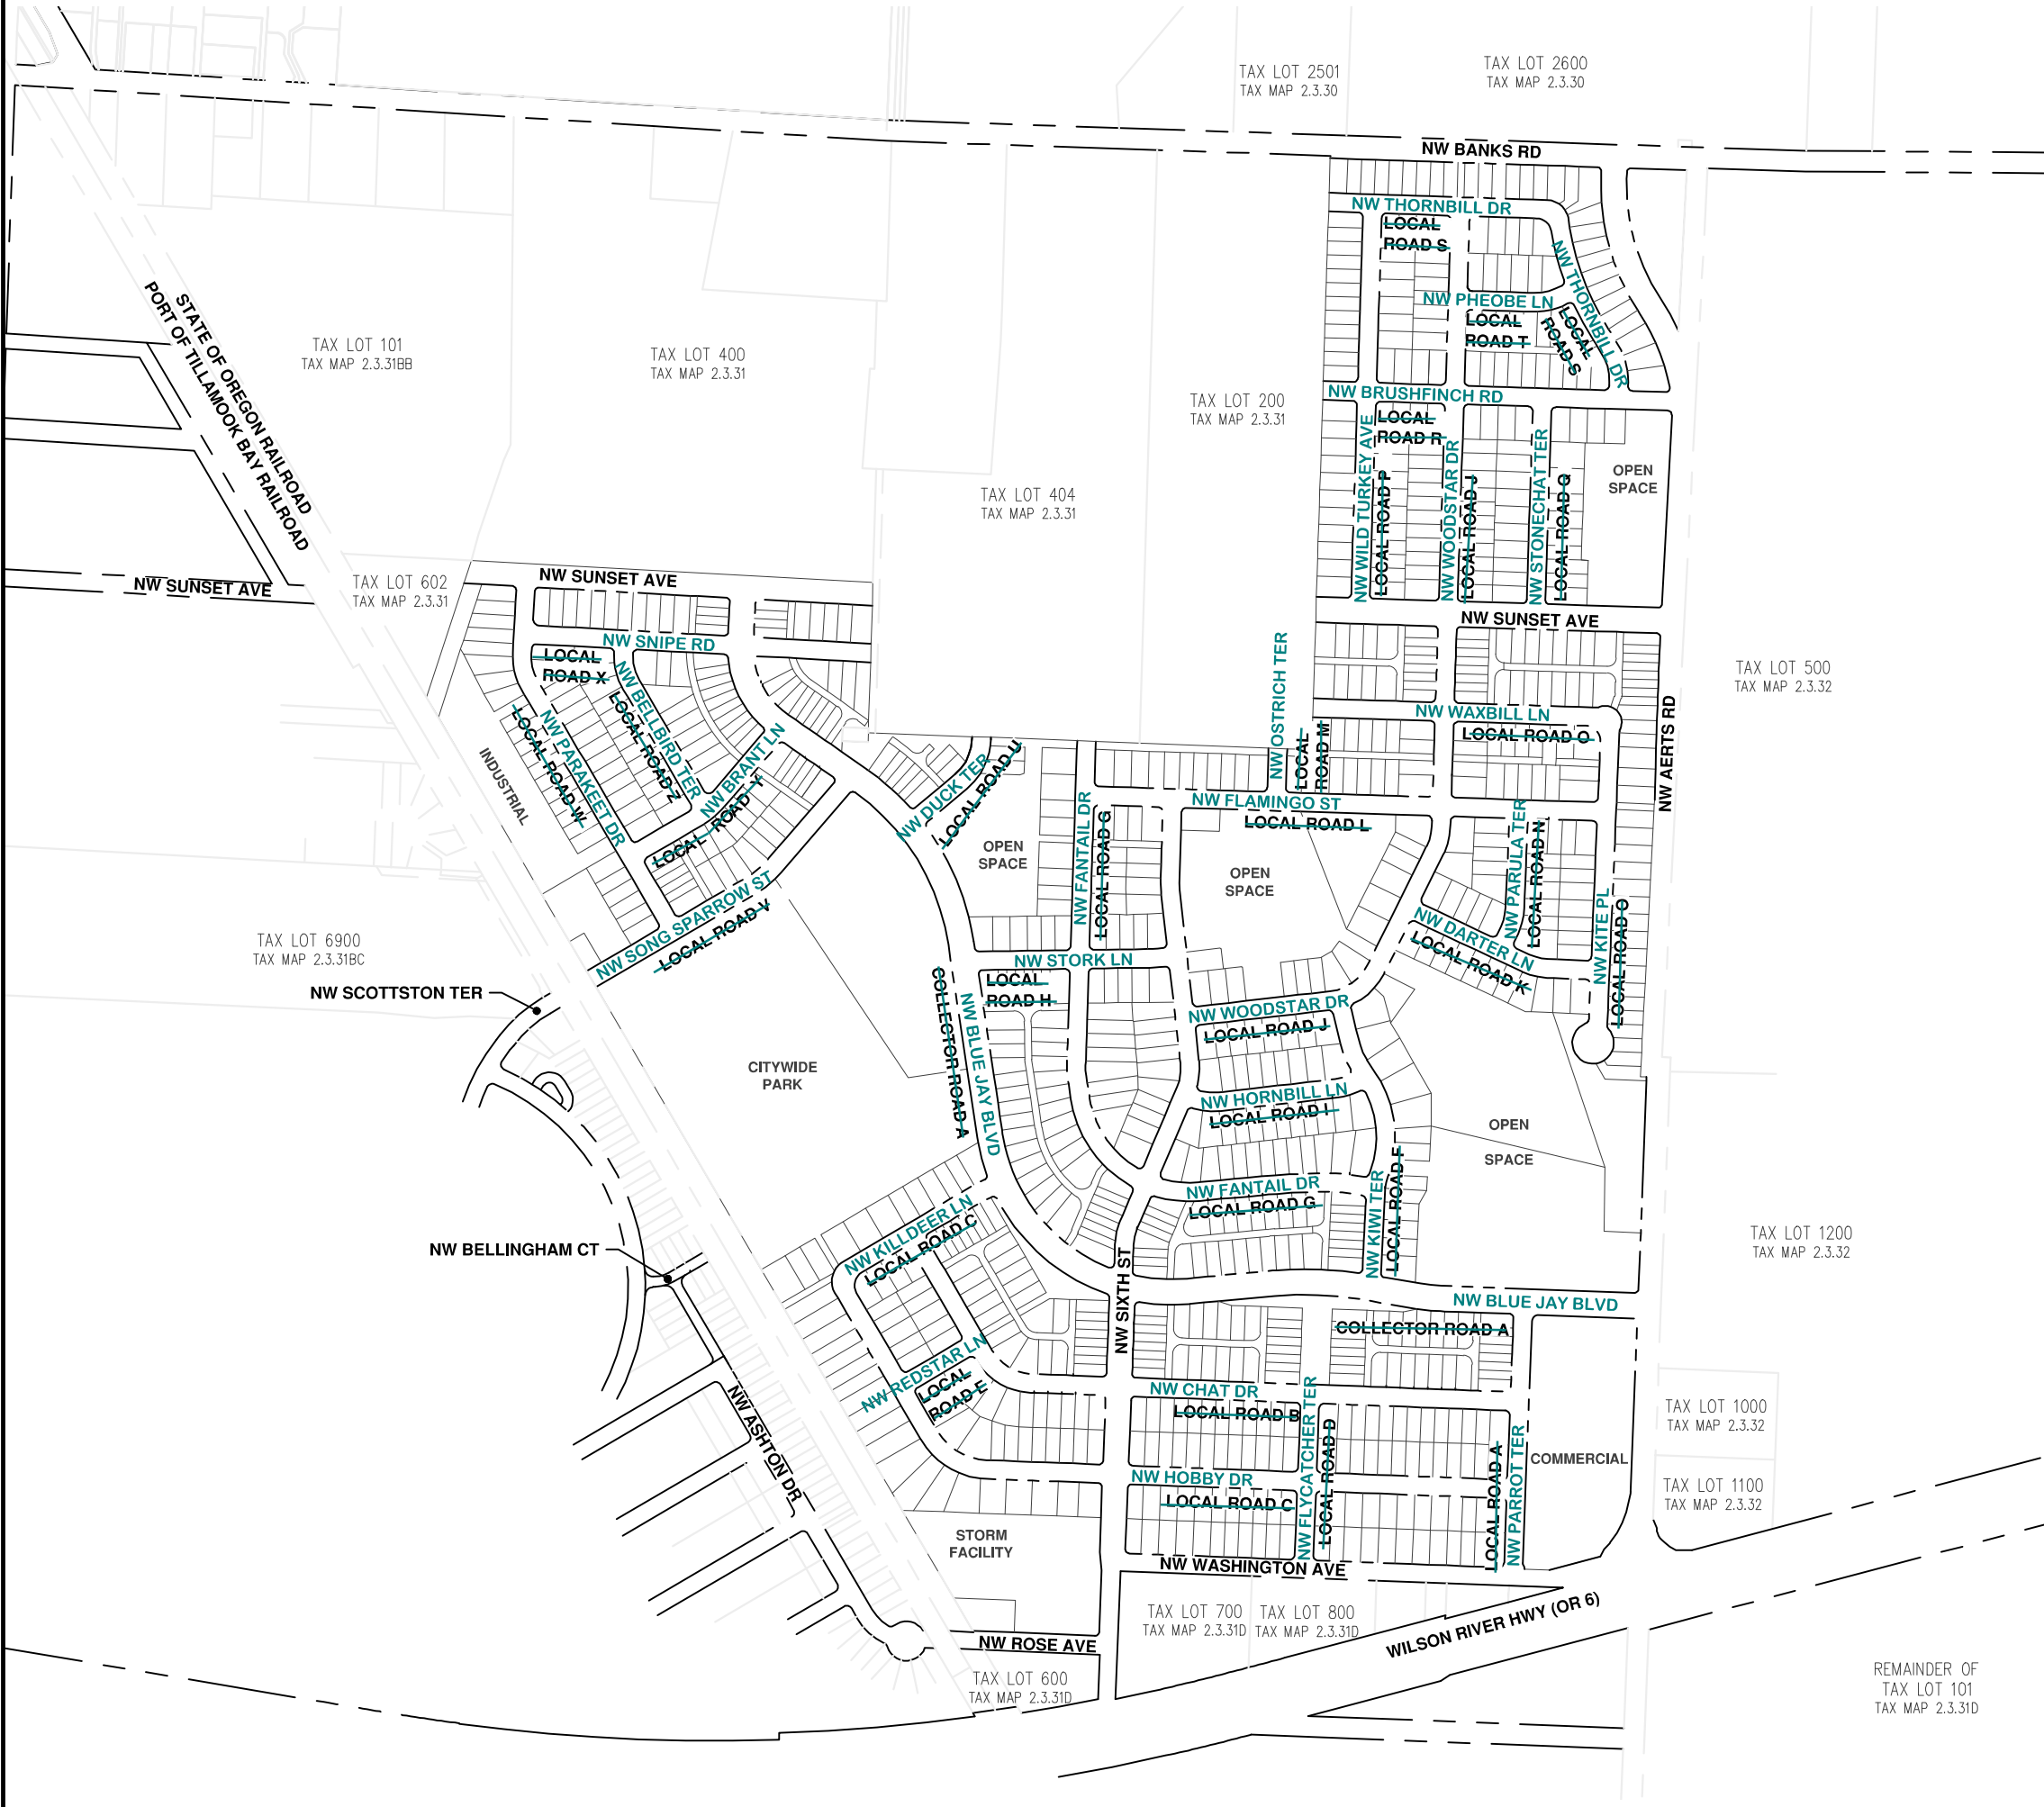 TAX LOT 2501
TAX MAP 2.3.30
TAX LOT 2600
TAX MAP 2.3.30
NW BANKS RD
NW THORNBILL DR
LOCAL
ROAD S
NW THORNBILL DR
NW PHEOBE LN
LOCAL
ROAD T
LOCAL
ROAD S
STATE OF OREGON RAILROAD
PORT OF TILLAMOOK BAY RAILROAD
TAX LOT 101
TAX MAP 2.3.31BB
TAX LOT 400
TAX MAP 2.3.31
TAX LOT 200
TAX MAP 2.3.31
NW BRUSHFINCH RD
LOCAL
ROAD R
NW WILD TURKEY AVE
LOCAL ROAD P
NW WOODSTAR DR
LOCAL ROAD J
NW STONECHAT TER
LOCAL ROAD Q
OPEN
SPACE
TAX LOT 404
TAX MAP 2.3.31
NW SUNSET AVE
TAX LOT 602
TAX MAP 2.3.31
NW SUNSET AVE
NW SUNSET AVE
NW SNIPE RD
LOCAL
ROAD X
NW BELLBIRD TER
LOCAL ROAD Z
NW PARAKEET DR
LOCAL ROAD W
NW BRANT LN
LOCAL ROAD Y
INDUSTRIAL
NW DUCK TER
LOCAL ROAD U
NW OSTRICH TER
LOCAL
ROAD M
NW WAXBILL LN
LOCAL ROAD O
NW AERTS RD
TAX LOT 500
TAX MAP 2.3.32
NW FLAMINGO ST
LOCAL ROAD L
NW FANTAIL DR
LOCAL ROAD G
OPEN
SPACE
OPEN
SPACE
NW PARULA TER
LOCAL ROAD N
NW KITE PL
LOCAL ROAD O
NW DARTER LN
LOCAL ROAD K
NW SONG SPARROW ST
LOCAL ROAD V
TAX LOT 6900
TAX MAP 2.3.31BC
NW SCOTTSTON TER
NW STORK LN
LOCAL
ROAD H
COLLECTOR ROAD A
NW BLUE JAY BLVD
NW WOODSTAR DR
LOCAL ROAD J
CITYWIDE
PARK
NW HORNBILL LN
LOCAL ROAD I
OPEN
SPACE
NW FANTAIL DR
LOCAL ROAD G
NW KIWI TER
LOCAL ROAD F
NW KILLDEER LN
LOCAL ROAD C
NW BELLINGHAM CT
TAX LOT 1200
TAX MAP 2.3.32
NW SIXTH ST
NW BLUE JAY BLVD
COLLECTOR ROAD A
NW REDSTAR LN
LOCAL
ROAD E
NW CHAT DR
LOCAL ROAD B
NW FLYCATCHER TER
LOCAL ROAD D
NW ASHTON DR
NW HOBBY DR
LOCAL ROAD C
LOCAL ROAD A
NW PARROT TER
COMMERCIAL
TAX LOT 1000
TAX MAP 2.3.32
TAX LOT 1100
TAX MAP 2.3.32
STORM
FACILITY
NW WASHINGTON AVE
TAX LOT 700
TAX MAP 2.3.31D
TAX LOT 800
TAX MAP 2.3.31D
WILSON RIVER HWY (OR 6)
NW ROSE AVE
TAX LOT 600
TAX MAP 2.3.31D
REMAINDER OF
TAX LOT 101
TAX MAP 2.3.31D